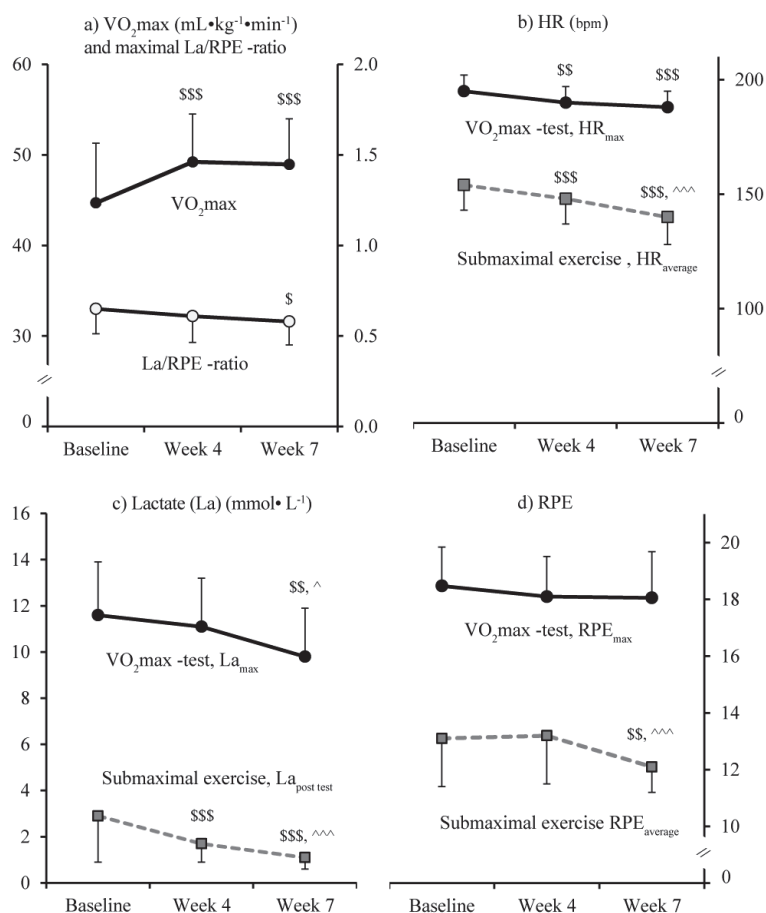 a) VO₂max (mL•kg⁻¹•min⁻¹)
and maximal La/RPE -ratio
60
50
40
30
0
2.0
1.5
1.0
0.5
0.0
$$$
$$$
VO₂max
$
La/RPE -ratio
Baseline
Week 4
Week 7
b) HR (bpm)
200
150
100
0
$$
$$$
VO₂max -test, HRmax
$$$
$$$, ^^^
Submaximal exercise , HRaverage
Baseline
Week 4
Week 7
c) Lactate (La) (mmol• L⁻¹)
16
14
12
10
8
6
4
2
0
$$, ^
VO₂max -test, Lamax
Submaximal exercise, Lapost test
$$$
$$$, ^^^
Baseline
Week 4
Week 7
d) RPE
20
18
16
14
12
10
0
VO₂max -test, RPEmax
$$, ^^^
Submaximal exercise RPEaverage
Baseline
Week 4
Week 7